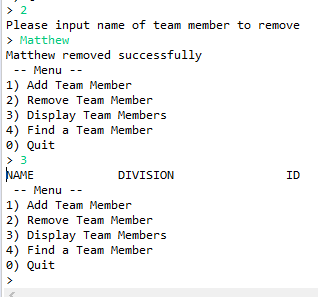 > 2
Please input name of team member to remove
> Matthew
Matthew removed successfully
 -- Menu --
1) Add Team Member
2) Remove Team Member
3) Display Team Members
4) Find a Team Member
0) Quit
> 3
NAME            DIVISION                ID
 -- Menu --
1) Add Team Member
2) Remove Team Member
3) Display Team Members
4) Find a Team Member
0) Quit
>